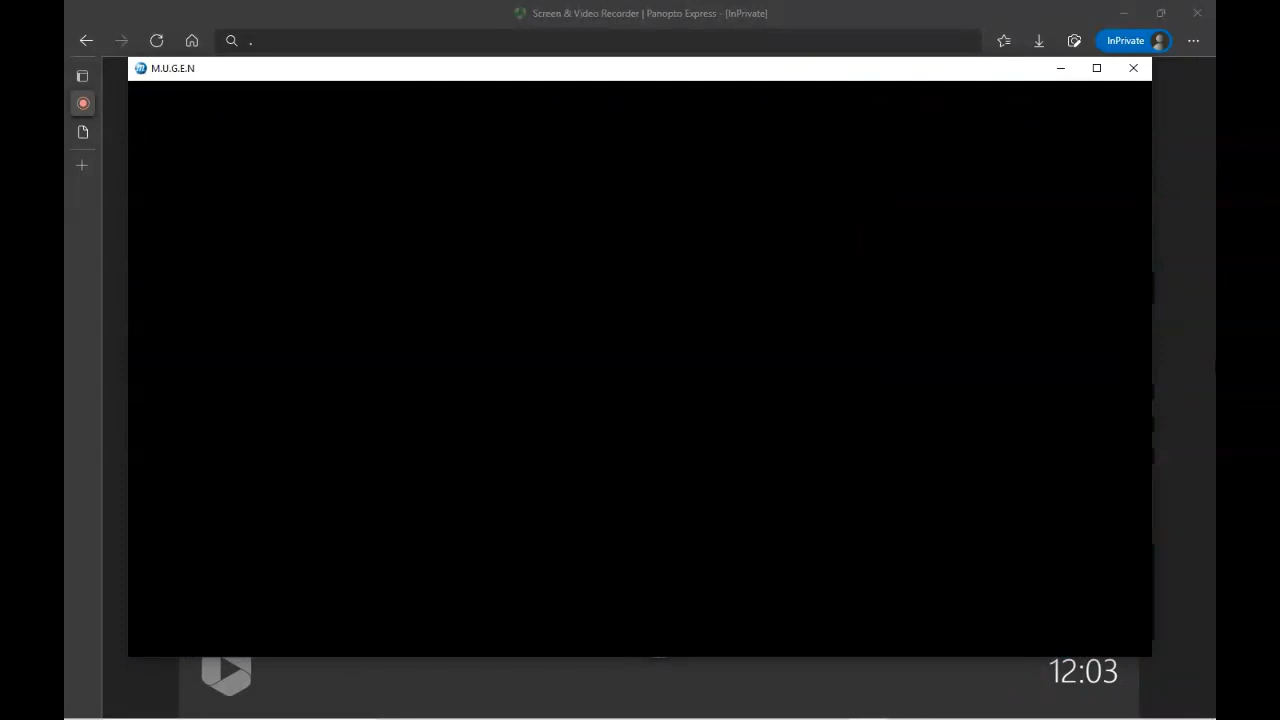 Screen & Video Recorder | Panopto Express - [InPrivate]
.
InPrivate
M.U.G.E.N
12:03